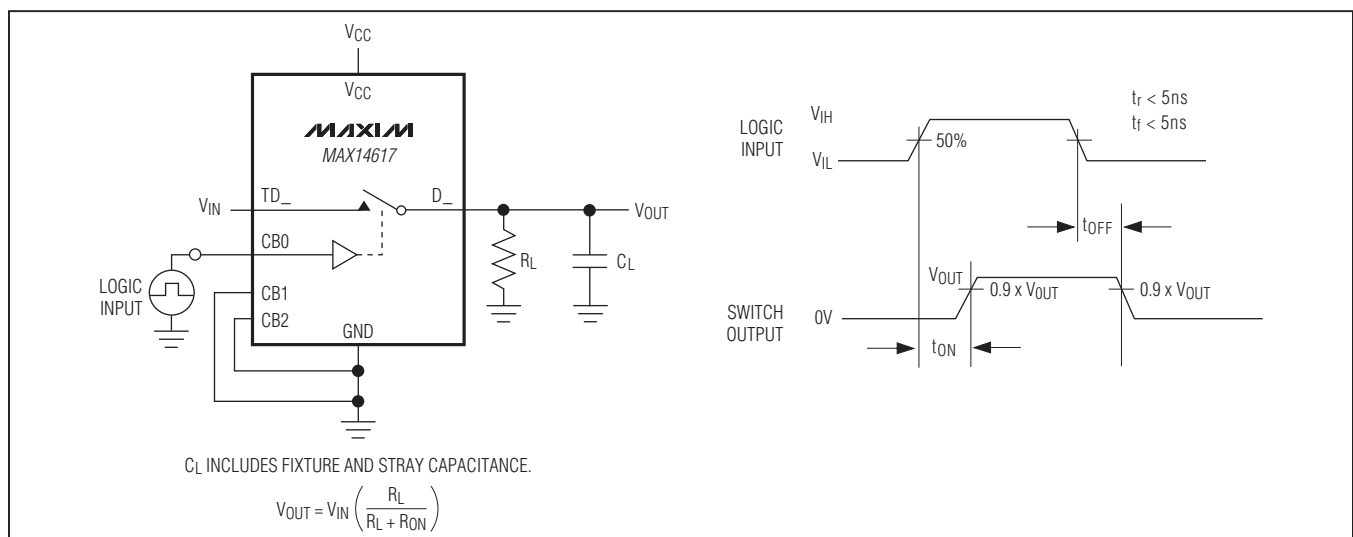 VCC
VCC
MAXIM
MAX14617
VIN
TD_
D_
VOUT
CB0
RL
CL
LOGIC
INPUT
CB1
CB2
GND
CL INCLUDES FIXTURE AND STRAY CAPACITANCE.
VOUT = VIN ( RL / RL + RON )
LOGIC
INPUT
VIH
VIL
50%
tr < 5ns
tf < 5ns
tOFF
SWITCH
OUTPUT
VOUT
0V
0.9 x VOUT
0.9 x VOUT
tON